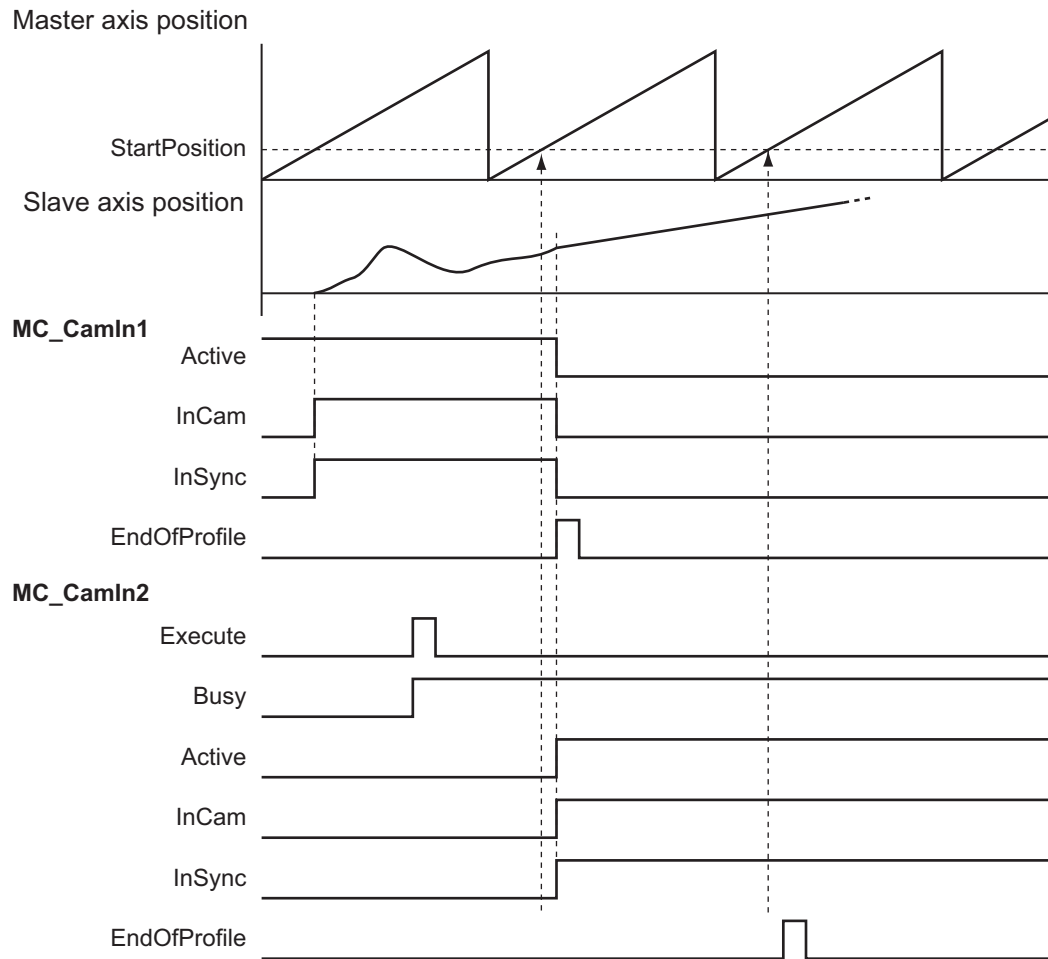 Master axis position
StartPosition
Slave axis position
MC_CamIn1
Active
InCam
InSync
EndOfProfile
MC_CamIn2
Execute
Busy
Active
InCam
InSync
EndOfProfile